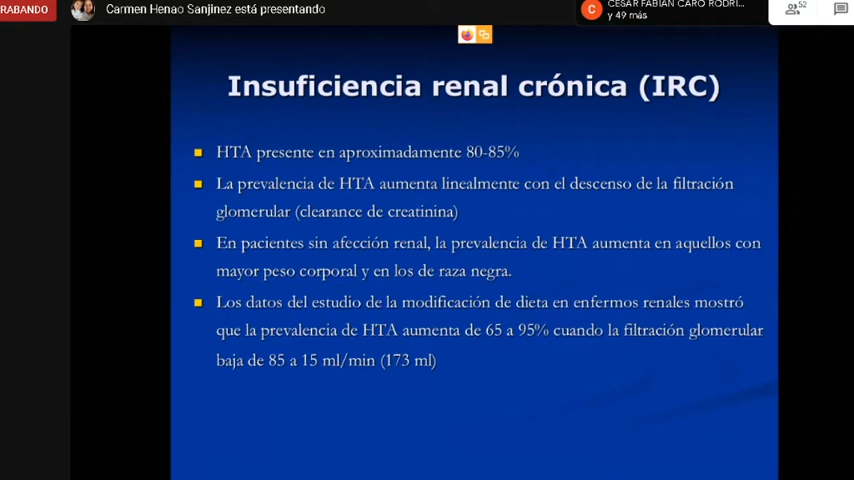 RABANDO
Carmen Henao Sanjinez está presentando
C
CESAR FABIAN CARO RODRI...
y 49 más
52
Insuficiencia renal crónica (IRC)
HTA presente en aproximadamente 80-85%
La prevalencia de HTA aumenta linealmente con el descenso de la filtración
glomerular (clearance de creatinina)
En pacientes sin afección renal, la prevalencia de HTA aumenta en aquellos con
mayor peso corporal y en los de raza negra.
Los datos del estudio de la modificación de dieta en enfermos renales mostró
que la prevalencia de HTA aumenta de 65 a 95% cuando la filtración glomerular
baja de 85 a 15 ml/min (173 ml)